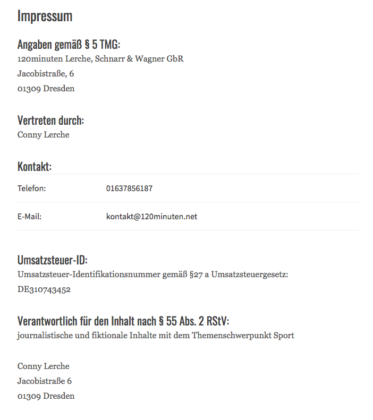 Impressum
Angaben gemäß § 5 TMG:
120minuten Lerche, Schnarr & Wagner GbR
Jacobistraße, 6
01309 Dresden
Vertreten durch:
Conny Lerche
Kontakt:
Telefon: 01637856187
E-Mail: kontakt@120minuten.net
Umsatzsteuer-ID:
Umsatzsteuer-Identifikationsnummer gemäß §27 a Umsatzsteuergesetz:
DE310743452
Verantwortlich für den Inhalt nach § 55 Abs. 2 RStV:
journalistische und fiktionale Inhalte mit dem Themenschwerpunkt Sport
Conny Lerche
Jacobistraße 6
01309 Dresden